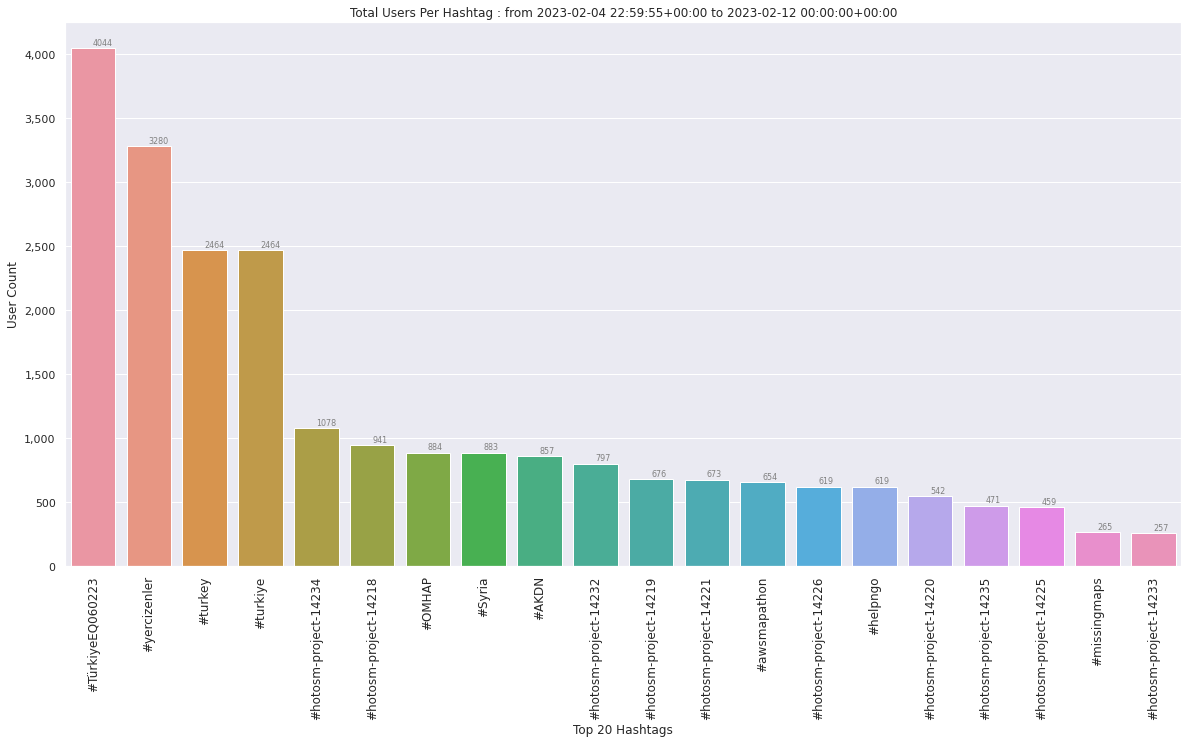 Total Users Per Hashtag : from 2023-02-04 22:59:55+00:00 to 2023-02-12 00:00:00+00:00
User Count
4,000
3,500
3,000
2,500
2,000
1,500
1,000
500
0
4044
3280
2464
2464
1078
941
884
883
857
797
676
673
654
619
619
542
471
459
265
257
#TürkiyeEQ060223
#yercizenler
#turkey
#turkiye
#hotosm-project-14234
#hotosm-project-14218
#OMHAP
#Syria
#AKDN
#hotosm-project-14232
#hotosm-project-14219
#hotosm-project-14221
#awsmapathon
#hotosm-project-14226
#helpngo
#hotosm-project-14220
#hotosm-project-14235
#hotosm-project-14225
#missingmaps
#hotosm-project-14233
Top 20 Hashtags